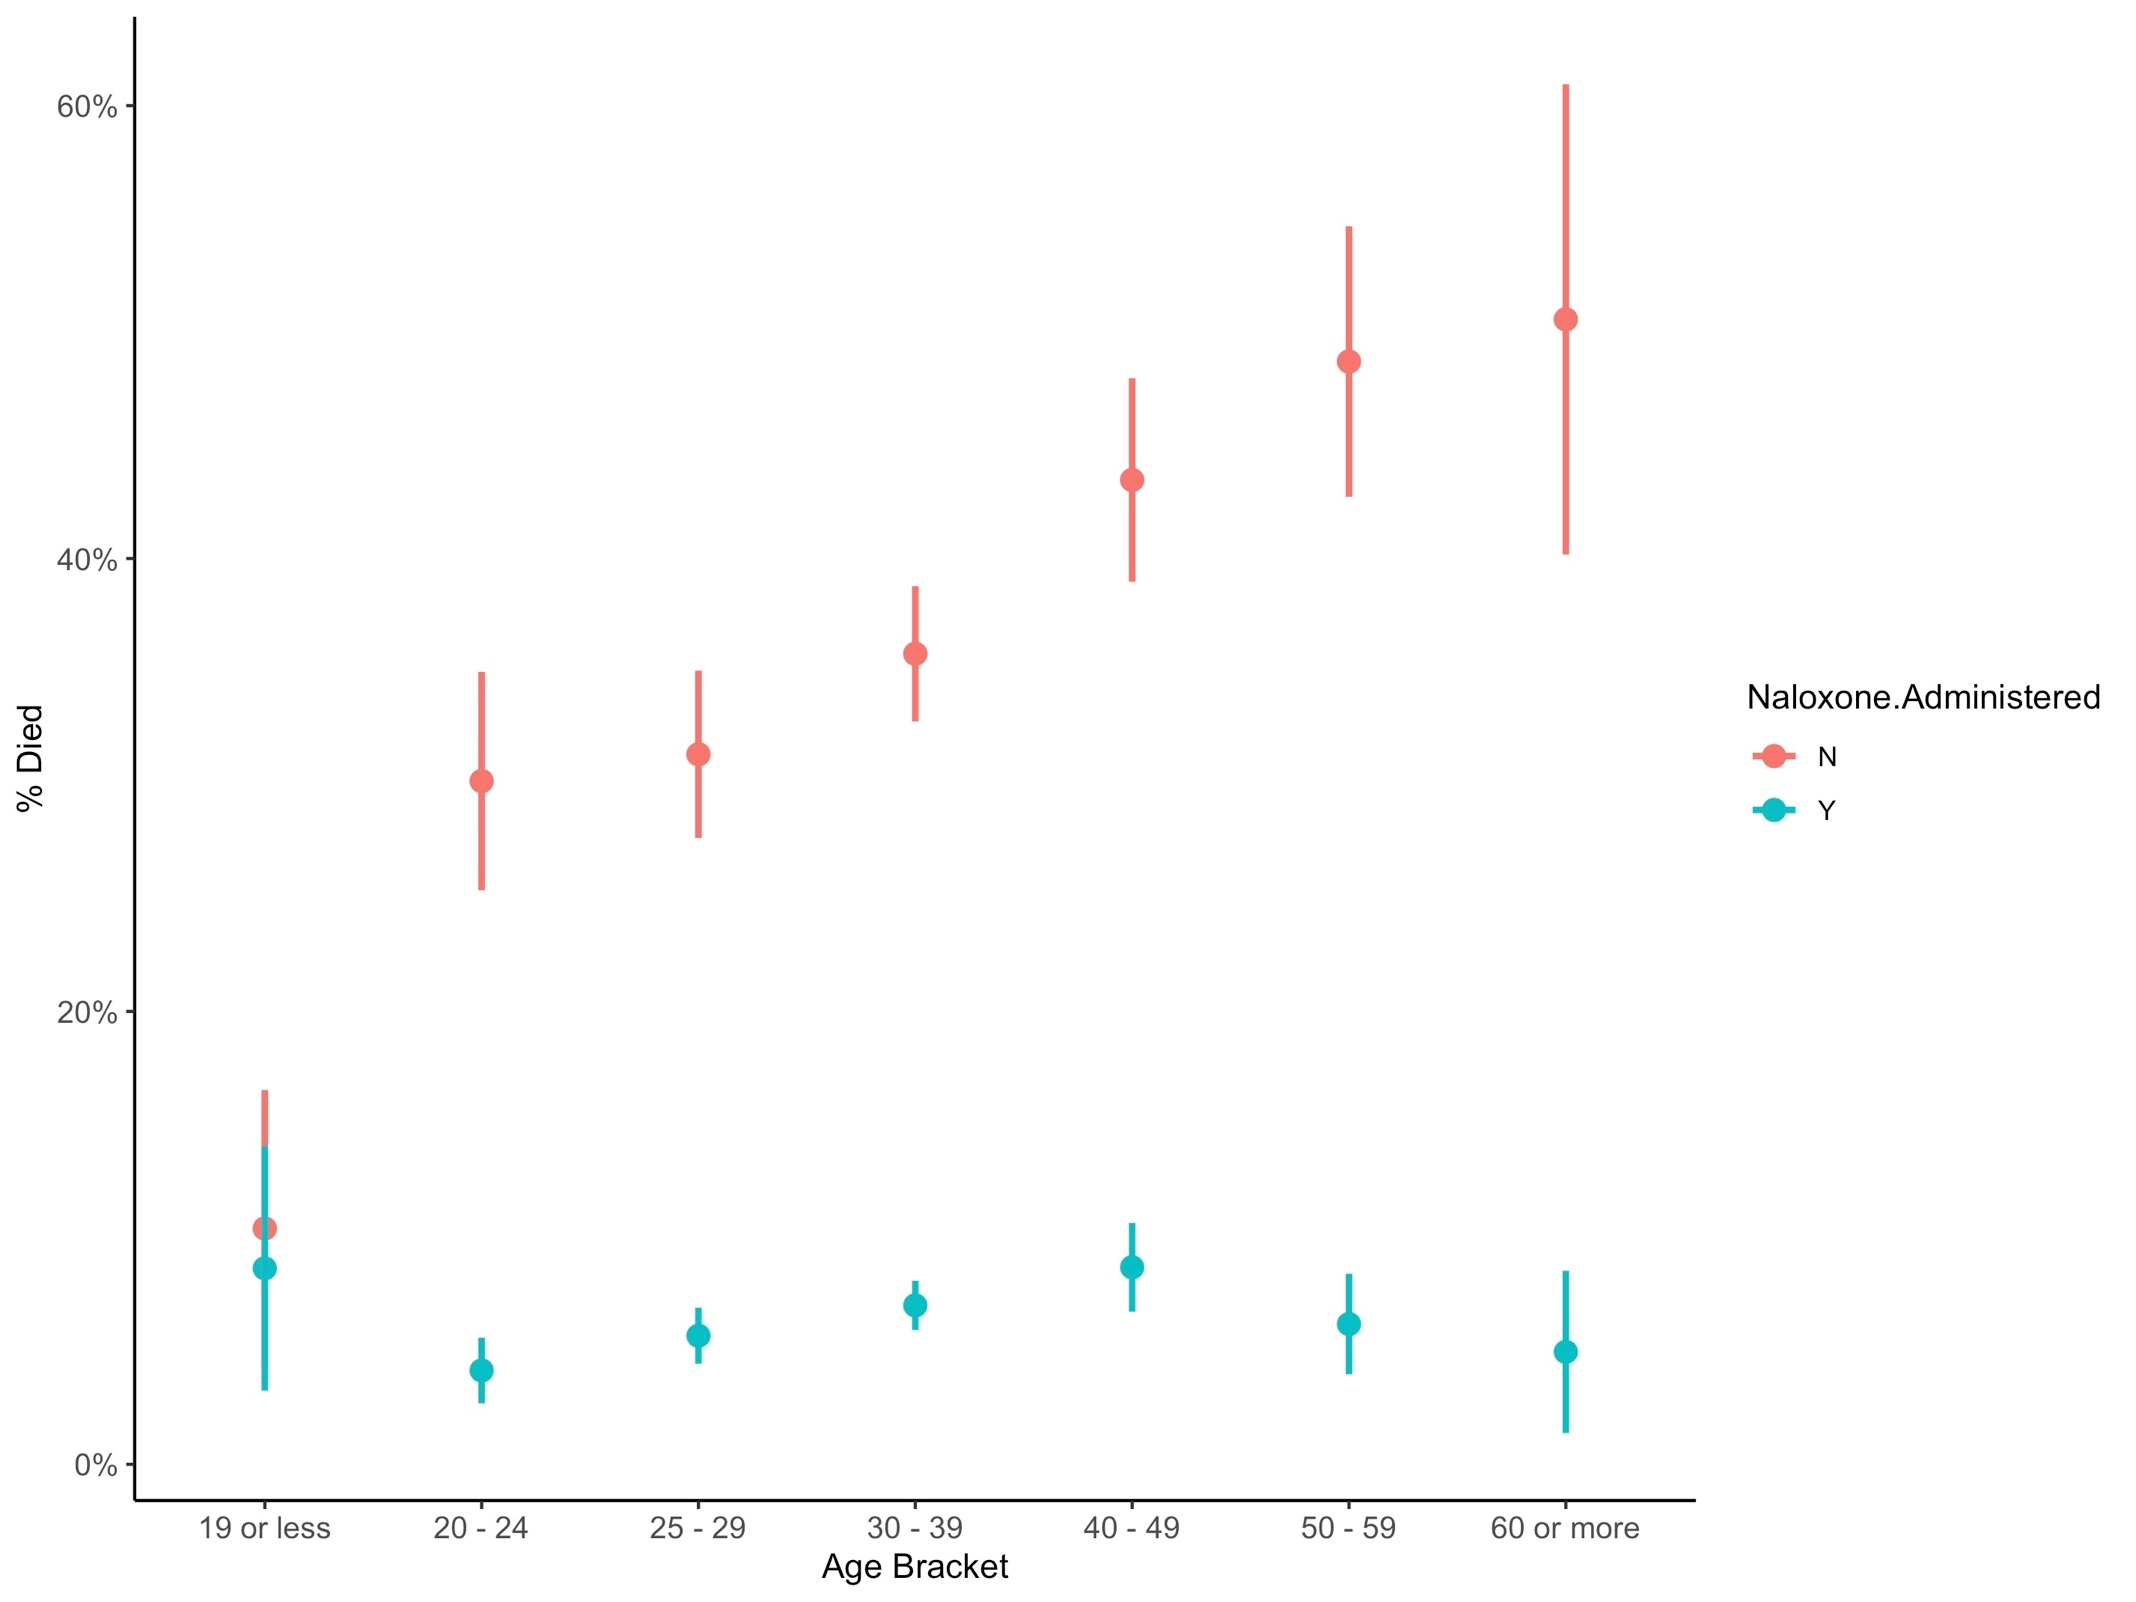 60%
40%
20%
0%
% Died
19 or less
20 - 24
25 - 29
30 - 39
40 - 49
50 - 59
60 or more
Age Bracket
Naloxone.Administered
N
Y